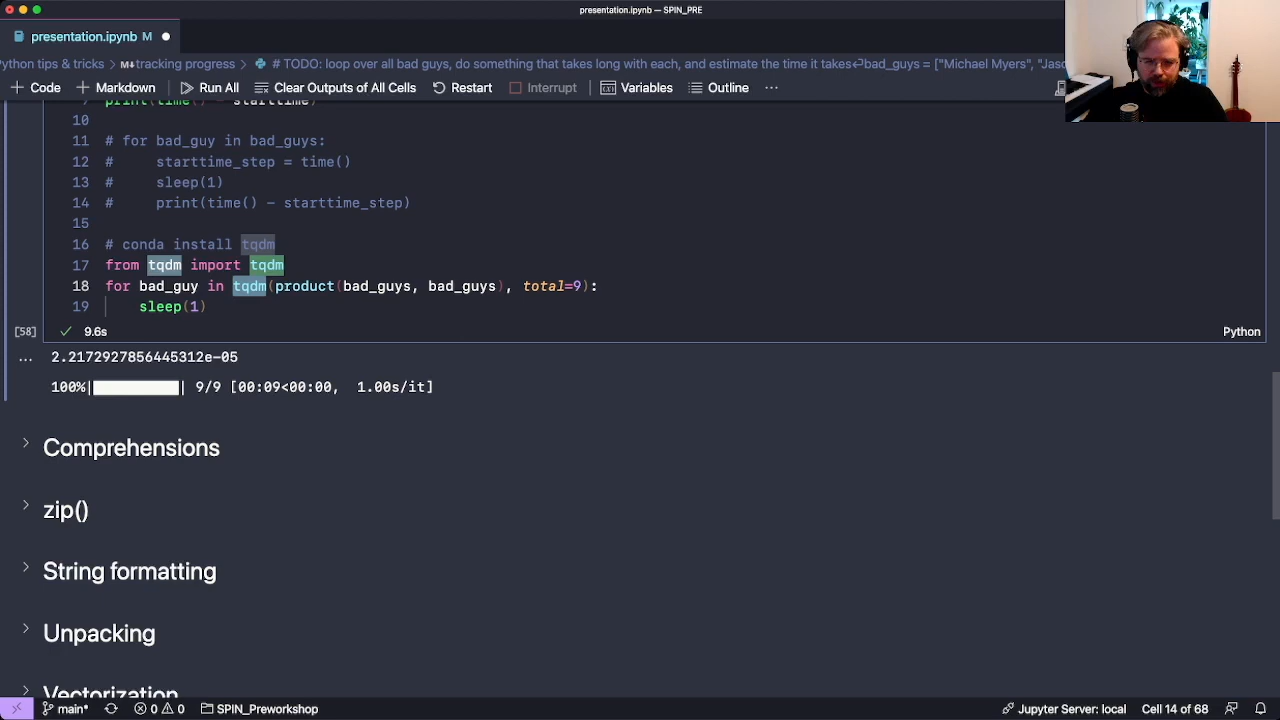 presentation.ipynb — SPIN_PRE
presentation.ipynb M
Python tips & tricks > M↓tracking progress > # TODO: loop over all bad guys, do something that takes long with each, and estimate the time it takes↵bad_guys = ["Michael Myers", "Jaso
+ Code + Markdown Run All Clear Outputs of All Cells Restart Interrupt Variables Outline ...
9 print(time() - starttime)
10
11 # for bad_guy in bad_guys:
12 #     starttime_step = time()
13 #     sleep(1)
14 #     print(time() - starttime_step)
15
16 # conda install tqdm
17 from tqdm import tqdm
18 for bad_guy in tqdm(product(bad_guys, bad_guys), total=9):
19     sleep(1)
[58] ✓ 9.6s Python
... 2.2172927856445312e-05
100%| | 9/9 [00:09<00:00,  1.00s/it]
> Comprehensions
> zip()
> String formatting
> Unpacking
> Vectorization
main* 0 0 SPIN_Preworkshop Jupyter Server: local Cell 14 of 68